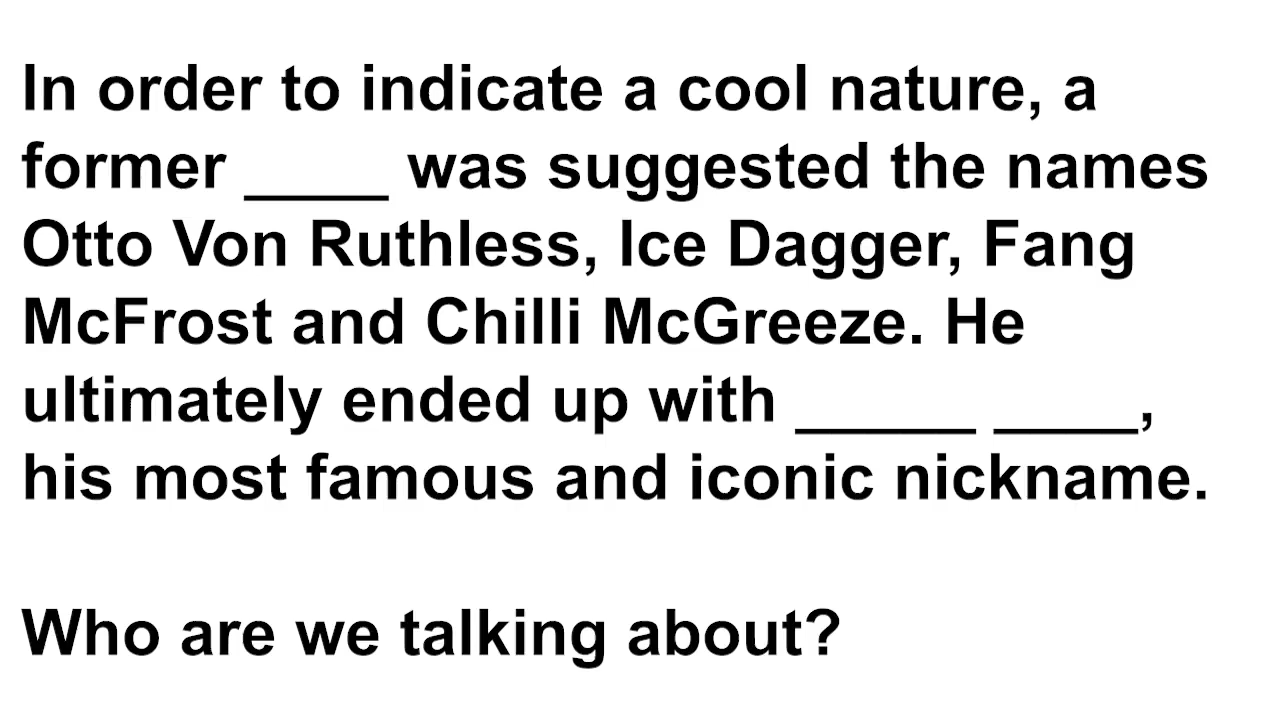 In order to indicate a cool nature, a
former ____ was suggested the names
Otto Von Ruthless, Ice Dagger, Fang
McFrost and Chilli McGreeze. He
ultimately ended up with _____ ____,
his most famous and iconic nickname.
Who are we talking about?